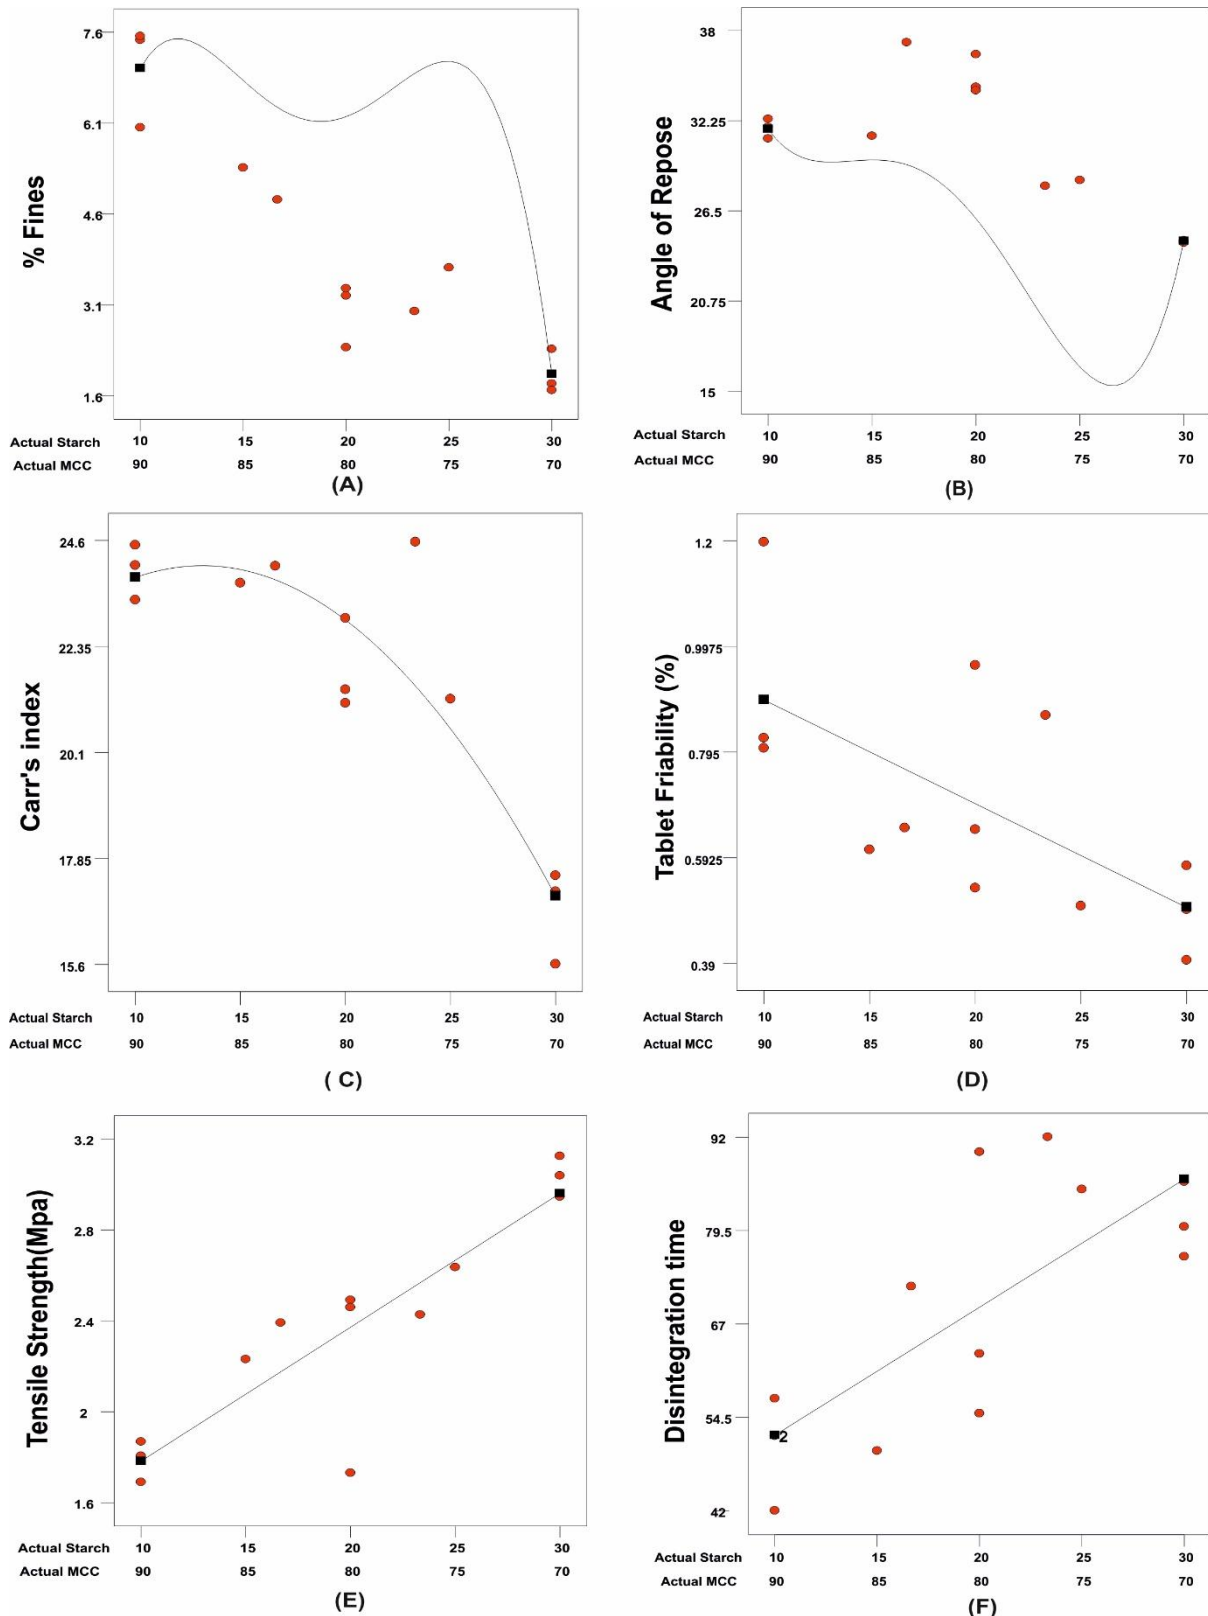 7.6
6.1
4.6
3.1
1.6
% Fines
Actual Starch 10 15 20 25 30
Actual MCC 90 85 80 75 70
(A)
38
32.25
26.5
20.75
15
Angle of Repose
Actual Starch 10 15 20 25 30
Actual MCC 90 85 80 75 70
(B)
24.6
22.35
20.1
17.85
15.6
Carr's index
Actual Starch 10 15 20 25 30
Actual MCC 90 85 80 75 70
( C)
1.2
0.9975
0.795
0.5925
0.39
Tablet Friability (%)
Actual Starch 10 15 20 25 30
Actual MCC 90 85 80 75 70
(D)
3.2
2.8
2.4
2
1.6
Tensile Strength(Mpa)
Actual Starch 10 15 20 25 30
Actual MCC 90 85 80 75 70
(E)
92
79.5
67
54.5
42
Disintegration time
2
Actual Starch 10 15 20 25 30
Actual MCC 90 85 80 75 70
(F)